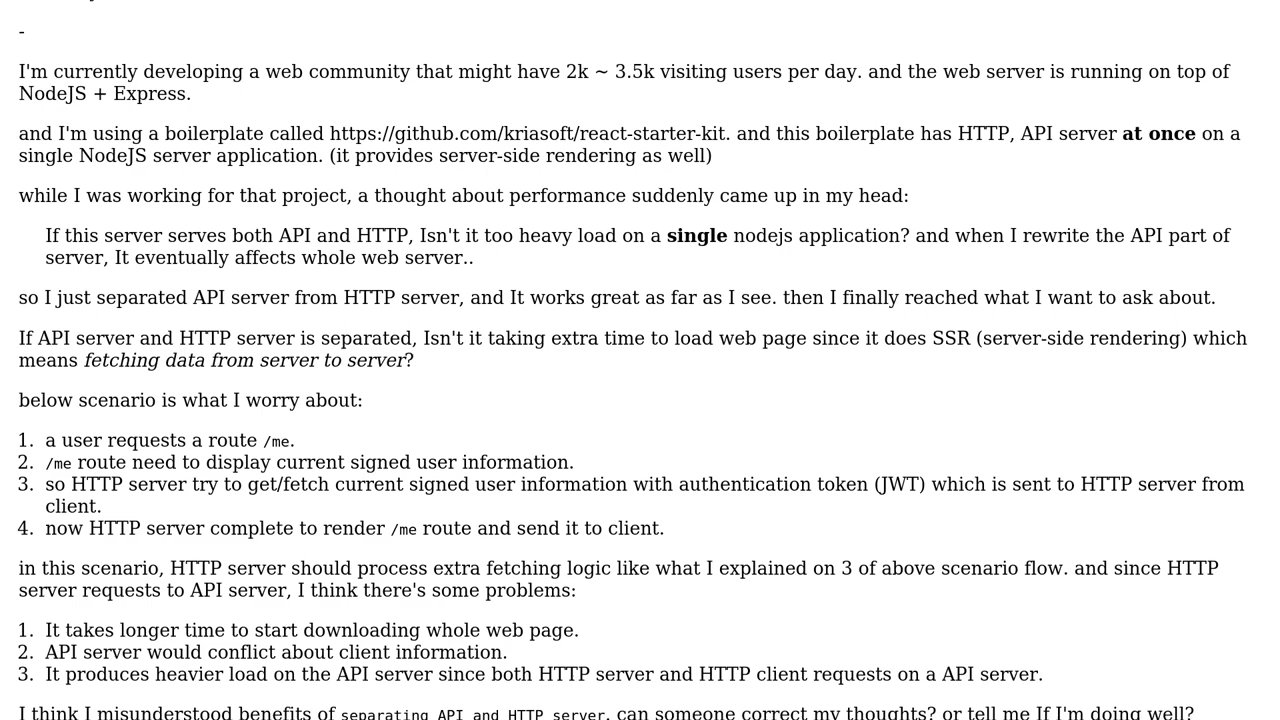 -
I'm currently developing a web community that might have 2k ~ 3.5k visiting users per day. and the web server is running on top of
NodeJS + Express.
and I'm using a boilerplate called https://github.com/kriasoft/react-starter-kit. and this boilerplate has HTTP, API server at once on a
single NodeJS server application. (it provides server-side rendering as well)
while I was working for that project, a thought about performance suddenly came up in my head:
If this server serves both API and HTTP, Isn't it too heavy load on a single nodejs application? and when I rewrite the API part of
server, It eventually affects whole web server..
so I just separated API server from HTTP server, and It works great as far as I see. then I finally reached what I want to ask about.
If API server and HTTP server is separated, Isn't it taking extra time to load web page since it does SSR (server-side rendering) which
means fetching data from server to server?
below scenario is what I worry about:
1. a user requests a route /me.
2. /me route need to display current signed user information.
3. so HTTP server try to get/fetch current signed user information with authentication token (JWT) which is sent to HTTP server from
client.
4. now HTTP server complete to render /me route and send it to client.
in this scenario, HTTP server should process extra fetching logic like what I explained on 3 of above scenario flow. and since HTTP
server requests to API server, I think there's some problems:
1. It takes longer time to start downloading whole web page.
2. API server would conflict about client information.
3. It produces heavier load on the API server since both HTTP server and HTTP client requests on a API server.
I think I misunderstood benefits of separating API and HTTP server. can someone correct my thoughts? or tell me If I'm doing well?